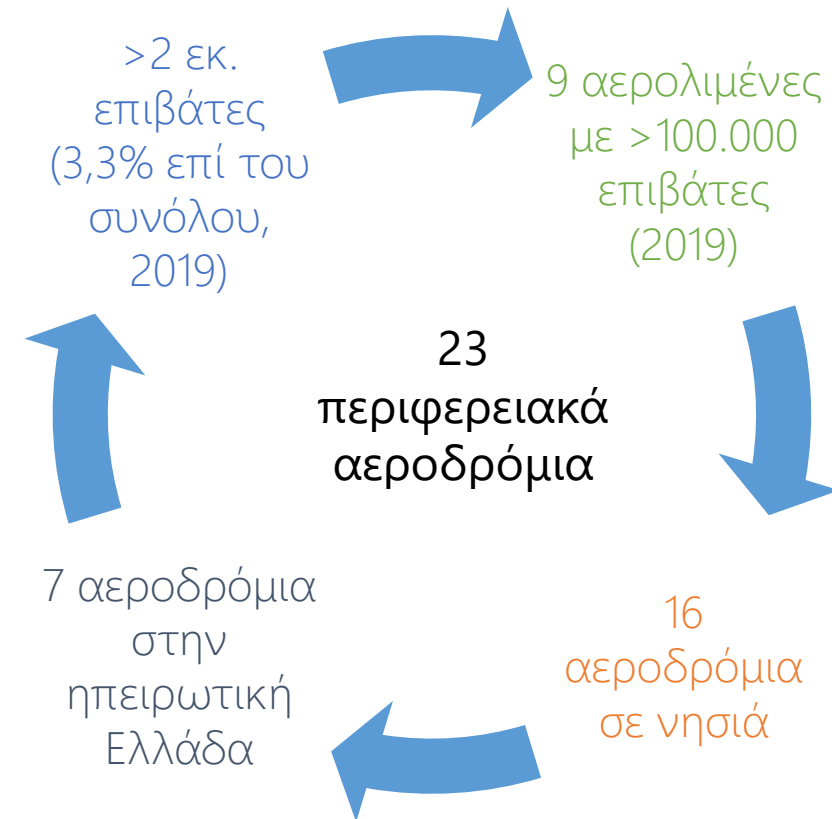 >2 εκ.
επιβάτες
(3,3% επί του
συνόλου,
2019)
9 αερολιμένες
με >100.000
επιβάτες
(2019)
23
περιφερειακά
αεροδρόμια
16
αεροδρόμια
σε νησιά
7 αεροδρόμια
στην
ηπειρωτική
Ελλάδα